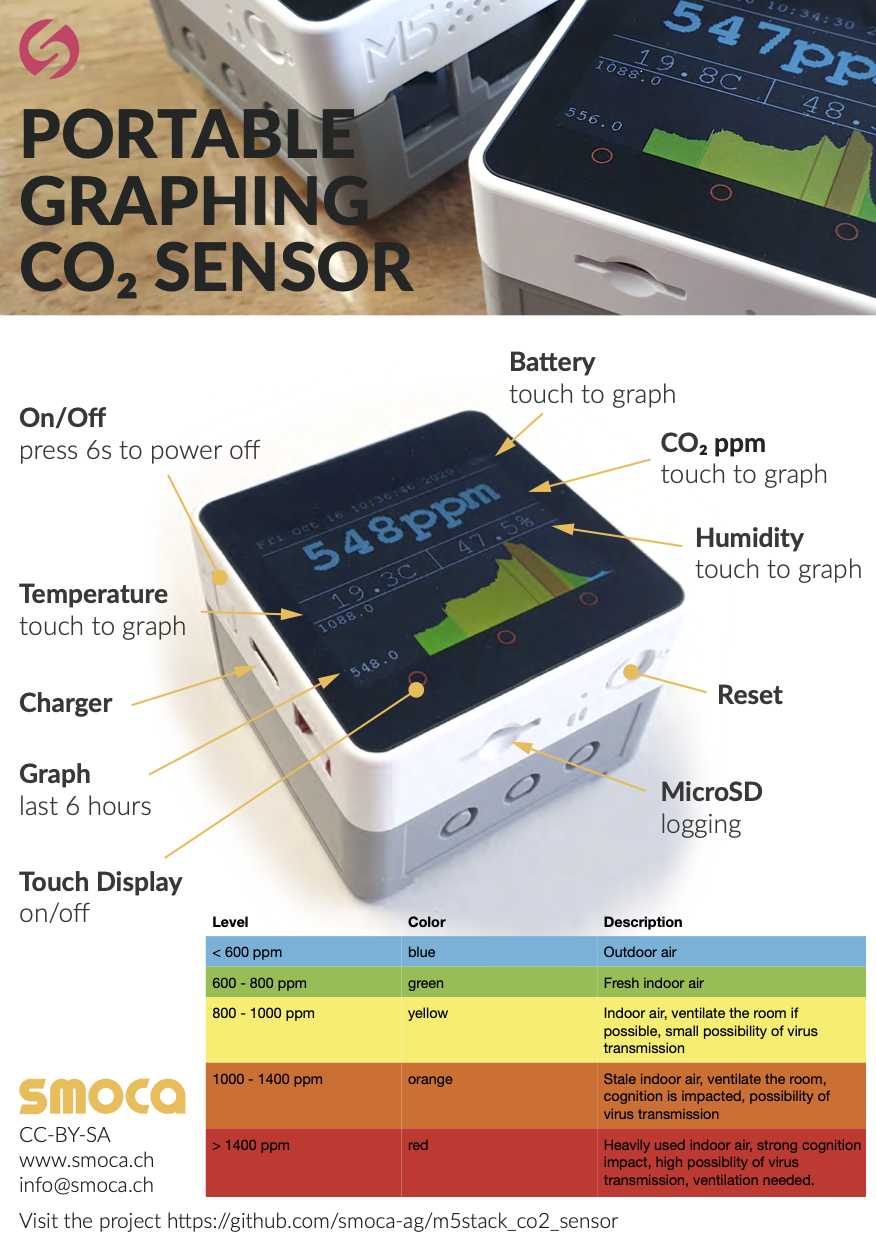 M5
10:34:30
547pp
19.8C
48.
1088.0
556.0
PORTABLE
GRAPHING
CO₂ SENSOR
Battery
touch to graph
On/Off
press 6s to power off
CO₂ ppm
touch to graph
Humidity
touch to graph
Fri Oct 16 10:36:46 2020
548ppm
19.3C
47.5%
1088.0
548.0
Temperature
touch to graph
Charger
Reset
Graph
last 6 hours
MicroSD
logging
Touch Display
on/off
Level Color Description
< 600 ppm blue Outdoor air
600 - 800 ppm green Fresh indoor air
800 - 1000 ppm yellow Indoor air, ventilate the room if
possible, small possibility of virus
transmission
1000 - 1400 ppm orange Stale indoor air, ventilate the room,
cognition is impacted, possibility of
virus transmission
> 1400 ppm red Heavily used indoor air, strong cognition
impact, high possiblity of virus
transmission, ventilation needed.
smoca
CC-BY-SA
www.smoca.ch
info@smoca.ch
Visit the project https://github.com/smoca-ag/m5stack_co2_sensor